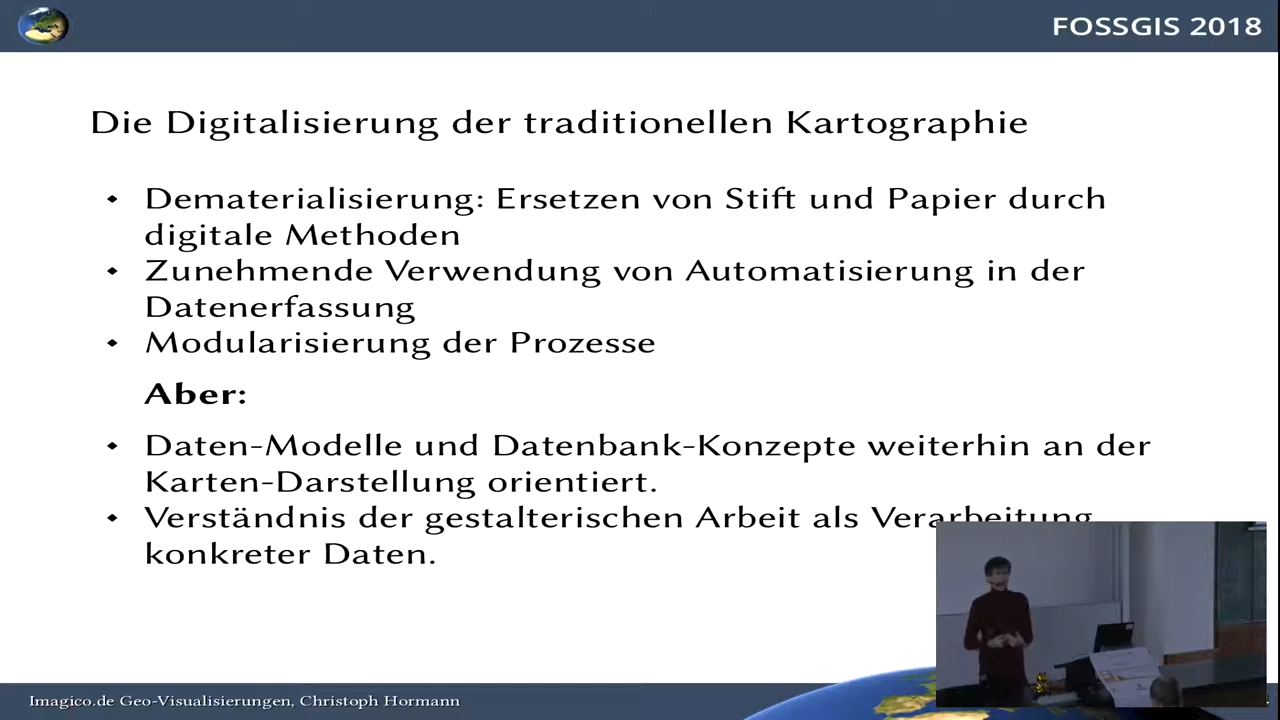 FOSSGIS 2018
Die Digitalisierung der traditionellen Kartographie
Dematerialisierung: Ersetzen von Stift und Papier durch
digitale Methoden
Zunehmende Verwendung von Automatisierung in der
Datenerfassung
Modularisierung der Prozesse
Aber:
Daten-Modelle und Datenbank-Konzepte weiterhin an der
Karten-Darstellung orientiert.
Verständnis der gestalterischen Arbeit als Verarbeitung
konkreter Daten.
Imagico.de Geo-Visualisierungen, Christoph Hormann